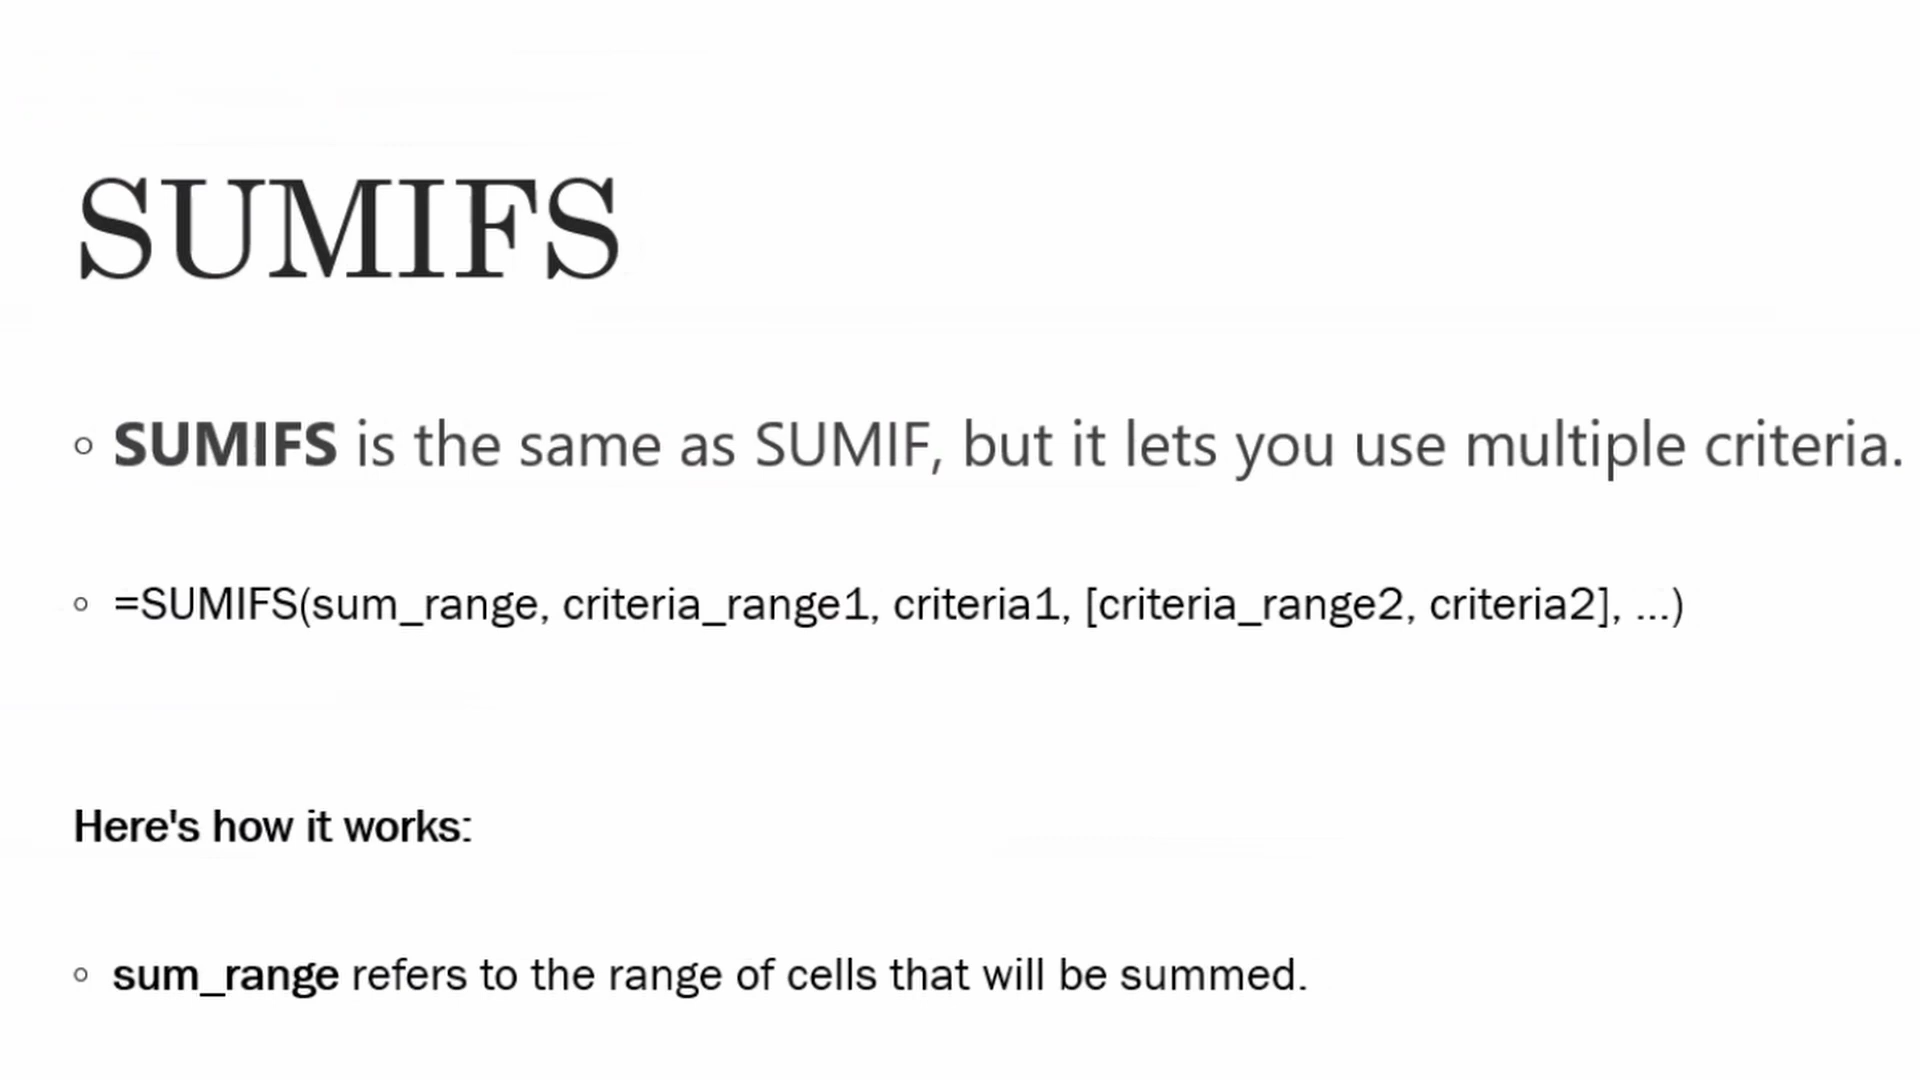 SUMIFS
◦ SUMIFS is the same as SUMIF, but it lets you use multiple criteria.
◦ =SUMIFS(sum_range, criteria_range1, criteria1, [criteria_range2, criteria2], ...)
Here's how it works:
◦ sum_range refers to the range of cells that will be summed.